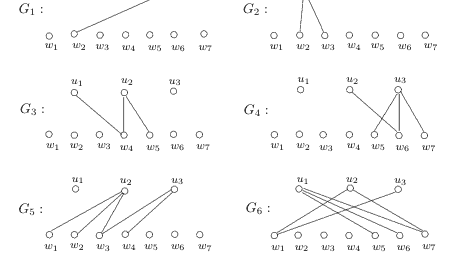 G₁ : G₂ :
w₁ w₂ w₃ w₄ w₅ w₆ w₇ w₁ w₂ w₃ w₄ w₅ w₆ w₇
u₁ u₂ u₃ u₁ u₂ u₃
G₃ : G₄ :
w₁ w₂ w₃ w₄ w₅ w₆ w₇ w₁ w₂ w₃ w₄ w₅ w₆ w₇
u₁ u₂ u₃ u₁ u₂ u₃
G₅ : G₆ :
w₁ w₂ w₃ w₄ w₅ w₆ w₇ w₁ w₂ w₃ w₄ w₅ w₆ w₇